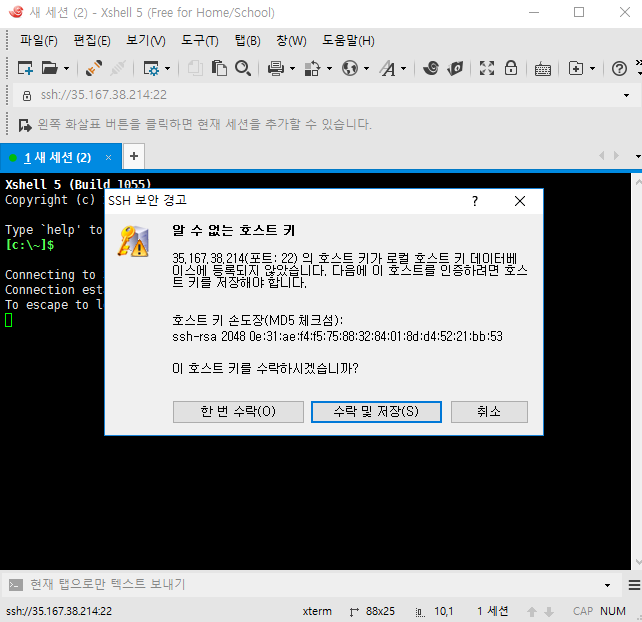 새 세션 (2) - Xshell 5 (Free for Home/School)
파일(F) 편집(E) 보기(V) 도구(T) 탭(B) 창(W) 도움말(H)
ssh://35.167.38.214:22
왼쪽 화살표 버튼을 클릭하면 현재 세션을 추가할 수 있습니다.
1 새 세션 (2) × +
Xshell 5 (Build 1055)
Copyright (c)
Type `help' to
[c:\~]$
Connecting to
Connection est
To escape to l
SSH 보안 경고 ?
알 수 없는 호스트 키
35.167.38.214(포트: 22) 의 호스트 키가 로컬 호스트 키 데이터베
이스에 등록되지 않았습니다. 다음에 이 호스트를 인증하려면 호스
트 키를 저장해야 합니다.
호스트 키 손도장(MD5 체크섬):
ssh-rsa 2048 0e:31:ae:f4:f5:75:88:32:84:01:8d:d4:52:21:bb:53
이 호스트 키를 수락하시겠습니까?
한 번 수락(O) 수락 및 저장(S) 취소
현재 탭으로만 텍스트 보내기
ssh://35.167.38.214:22 xterm 88x25 10,1 1 세션 CAP NUM